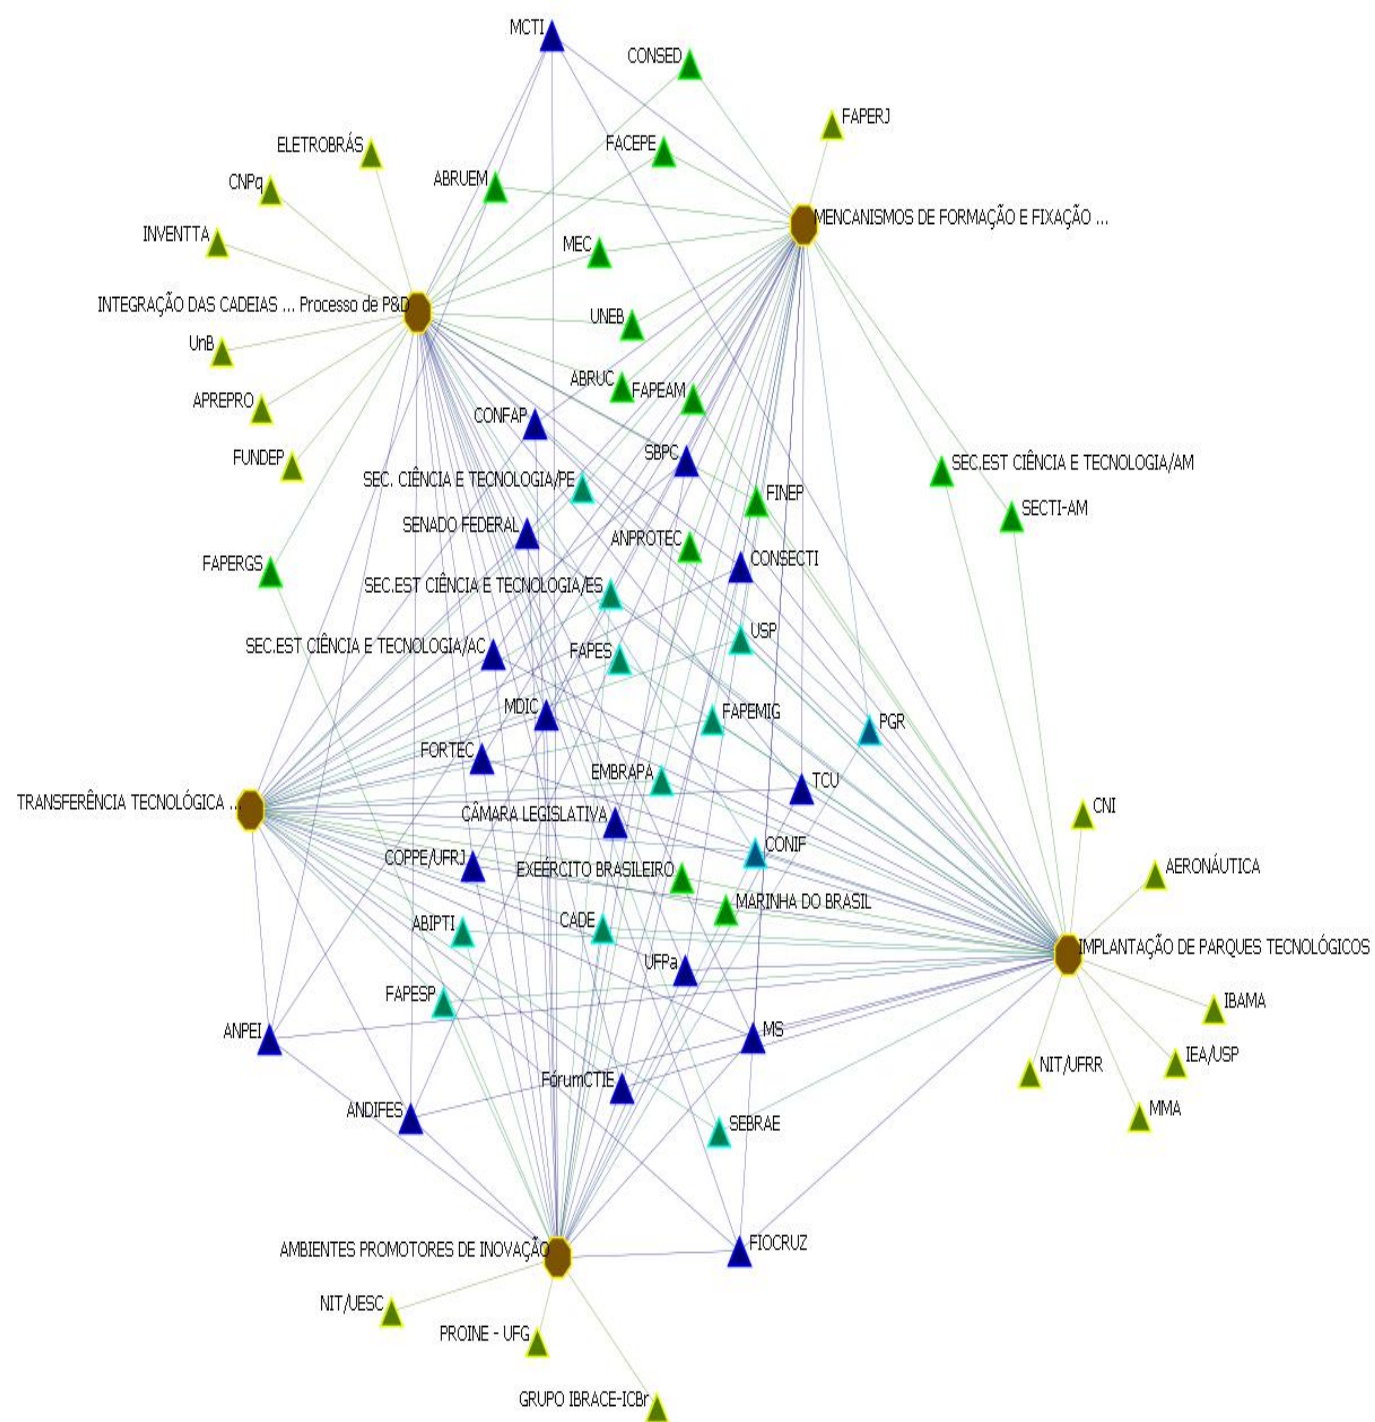 MCTI
CONSED
FAPERJ
ELETROBRÁS
FACEPE
CNPq
ABRUEM
MENCANISMOS DE FORMAÇÃO E FIXAÇÃO ...
INVENTTA
MEC
INTEGRAÇÃO DAS CADEIAS ... Processo de P&D
UNEB
UnB
ABRUC
FAPEAM
APREPRO
CONFAP
SBPC
FUNDEP
SEC.EST CIÊNCIA E TECNOLOGIA/AM
SEC. CIÊNCIA E TECNOLOGIA/PE
FINEP
SECTI-AM
SENADO FEDERAL
ANPROTEC
FAPERGS
CONSECTI
SEC.EST CIÊNCIA E TECNOLOGIA/ES
USP
SEC.EST CIÊNCIA E TECNOLOGIA/AC
FAPES
MDIC
FAPEMIG
PGR
FORTEC
EMBRAPA
TCU
TRANSFERÊNCIA TECNOLÓGICA ...
CNI
CÂMARA LEGISLATIVA
CONIF
COPPE/UFRJ
EXEÉRCITO BRASILEIRO
AERONÁUTICA
MARINHA DO BRASIL
ABIPTI
CADE
IMPLANTAÇÃO DE PARQUES TECNOLÓGICOS
UFPa
FAPESP
IBAMA
ANPEI
MS
IEA/USP
NIT/UFRR
FórumCTIE
ANDIFES
MMA
SEBRAE
AMBIENTES PROMOTORES DE INOVAÇÃO
FIOCRUZ
NIT/UESC
PROINE - UFG
GRUPO IBRACE-ICBr